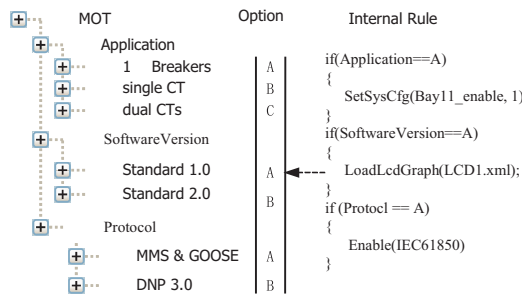 MOT Option Internal Rule
Application
1 Breakers A
single CT B
dual CTs C
SoftwareVersion
Standard 1.0 A
Standard 2.0 B
Protocol
MMS & GOOSE A
DNP 3.0 B
if(Application==A)
{
SetSysCfg(Bay11_enable, 1)
}
if(SoftwareVersion==A)
{
LoadLcdGraph(LCD1.xml);
}
if (Protocl == A)
{
Enable(IEC61850)
}